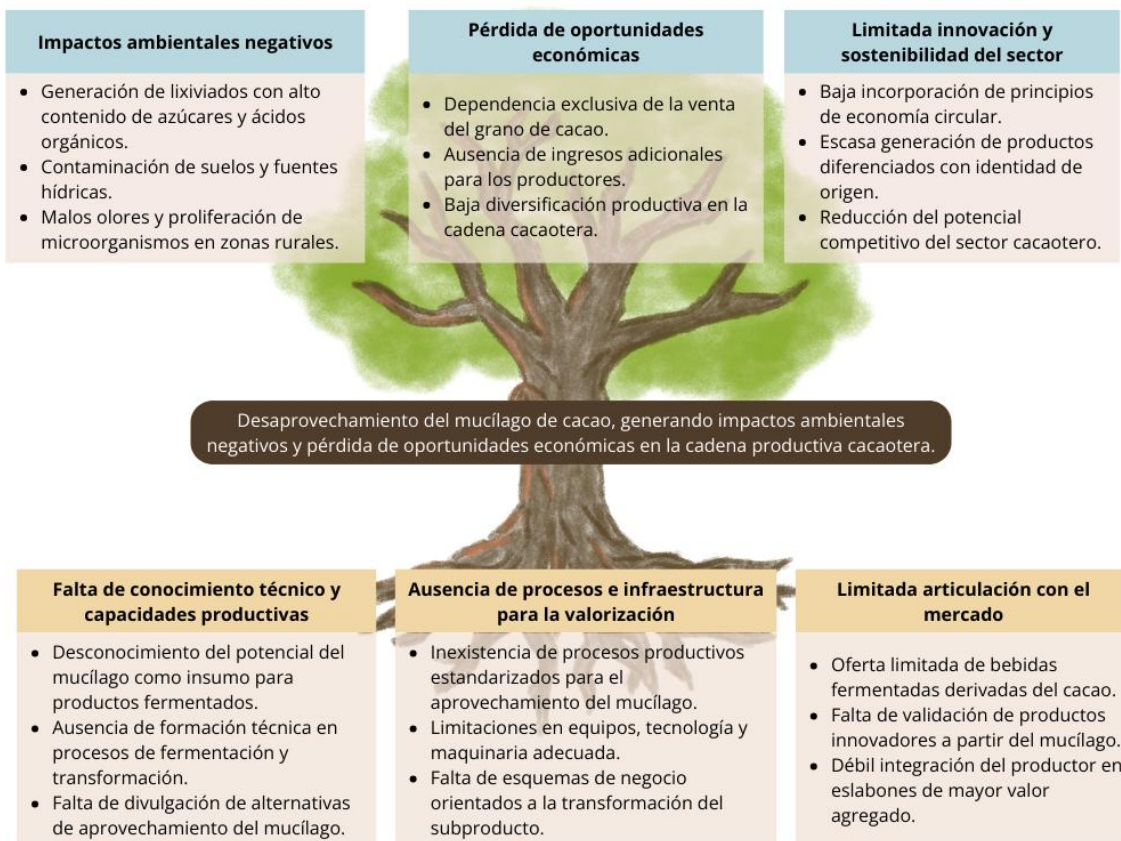 Impactos ambientales negativos
• Generación de lixiviados con alto
contenido de azúcares y ácidos
orgánicos.
• Contaminación de suelos y fuentes
hídricas.
• Malos olores y proliferación de
microorganismos en zonas rurales.
Pérdida de oportunidades
económicas
• Dependencia exclusiva de la venta
del grano de cacao.
• Ausencia de ingresos adicionales
para los productores.
• Baja diversificación productiva en la
cadena cacaotera.
Limitada innovación y
sostenibilidad del sector
• Baja incorporación de principios
de economía circular.
• Escasa generación de productos
diferenciados con identidad de
origen.
• Reducción del potencial
competitivo del sector cacaotero.
Desaprovechamiento del mucílago de cacao, generando impactos ambientales
negativos y pérdida de oportunidades económicas en la cadena productiva cacaotera.
Falta de conocimiento técnico y
capacidades productivas
• Desconocimiento del potencial del
mucílago como insumo para
productos fermentados.
• Ausencia de formación técnica en
procesos de fermentación y
transformación.
• Falta de divulgación de alternativas
de aprovechamiento del mucílago.
Ausencia de procesos e infraestructura
para la valorización
• Inexistencia de procesos productivos
estandarizados para el
aprovechamiento del mucílago.
• Limitaciones en equipos, tecnología y
maquinaria adecuada.
• Falta de esquemas de negocio
orientados a la transformación del
subproducto.
Limitada articulación con el
mercado
• Oferta limitada de bebidas
fermentadas derivadas del cacao.
• Falta de validación de productos
innovadores a partir del mucílago.
• Débil integración del productor en
eslabones de mayor valor
agregado.